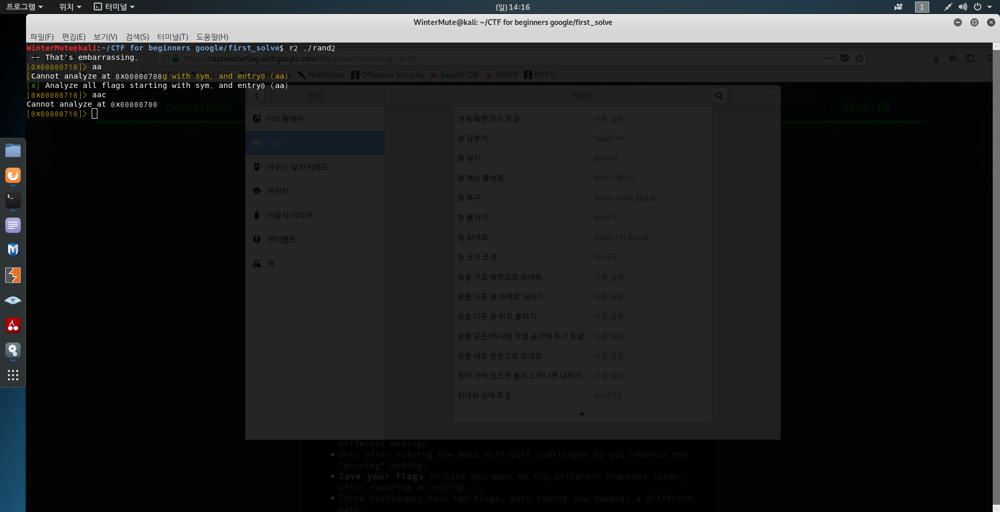 프로그램 위치 터미널 (일) 14:16 1
WinterMute@kali: ~/CTF for beginners google/first_solve
파일(F) 편집(E) 보기(V) 검색(S) 터미널(T) 도움말(H)
WinterMute@kali:~/CTF for beginners google/first_solve$ r2 ./rand2
-- That's embarrassing.
https://capturetheflag.withgoogle.com/#beginners/reversing-rand2
[0x00000710]> aa
NetHunter Offensive Security Exploit-DB GHDB MSFU
[Cannot analyze at 0x00000700g with sym. and entry0 (aa)
[x] Analyze all flags starting with sym. and entry0 (aa)
[0x00000710]> aac
Cannot analyze at 0x00000700
[0x00000710]>
장치 키보드
[ CHALLENGES [ SIGN-IN ]
디스플레이
키보드
마우스 및 터치패드
프린터
이동식 미디어
썬더볼트
색
전체 화면 모드 토글 사용 않음
창 감추기 Super+H
창 닫기 Alt+F4
창 메뉴 활성화 Alt+스페이스
창 복구 Super+아래 화살표
창 옮기기 Alt+F7
창 최대화 Super+위 화살표
창 크기 조정 Alt+F8
창을 가로 방향으로 최대화 사용 않음
창을 다른 창 아래로 내리기 사용 않음
창을 다른 창 위로 올리기 사용 않음
창을 모든/하나의 작업 공간에 두기 토글 사용 않음
창을 세로 방향으로 최대화 사용 않음
창이 가려 있으면 올리고 아니면 내리기 사용 않음
최대화 상태 토글 Alt+F10
+
different endings.
Only after solving the most difficult challenges do you receive the
"winning" ending.
Save your flags in case you want to try different branches later,
after reaching an ending.
Three challenges have two flags, each taking you towards a different
path.